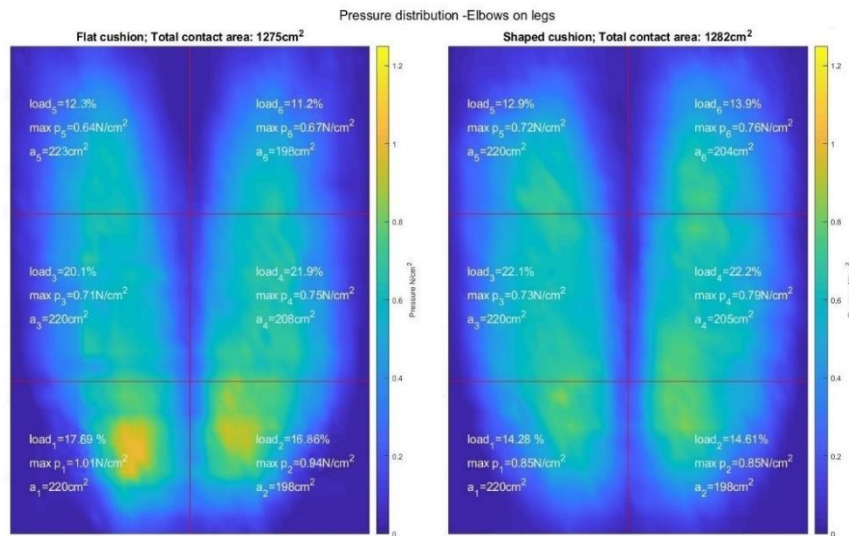 Pressure distribution -Elbows on legs
Flat cushion; Total contact area: 1275cm²
load₅=12.3%
max p₅=0.64N/cm²
a₅=223cm²
load₆=11.2%
max p₆=0.67N/cm²
a₆=198cm²
load₃=20.1%
max p₃=0.71N/cm²
a₃=220cm²
load₄=21.9%
max p₄=0.75N/cm²
a₄=208cm²
load₁=17.69 %
max p₁=1.01N/cm²
a₁=220cm²
load₂=16.86%
max p₂=0.94N/cm²
a₂=198cm²
1.2
1
0.8
0.6
0.4
0.2
0
Pressure N/cm²
Shaped cushion; Total contact area: 1282cm²
load₅=12.9%
max p₅=0.72N/cm²
a₅=220cm²
load₆=13.9%
max p₆=0.76N/cm²
a₆=204cm²
load₃=22.1%
max p₃=0.73N/cm²
a₃=220cm²
load₄=22.2%
max p₄=0.79N/cm²
a₄=205cm²
load₁=14.28 %
max p₁=0.85N/cm²
a₁=220cm²
load₂=14.61%
max p₂=0.85N/cm²
a₂=198cm²
1.2
1
0.8
0.6
0.4
0.2
0